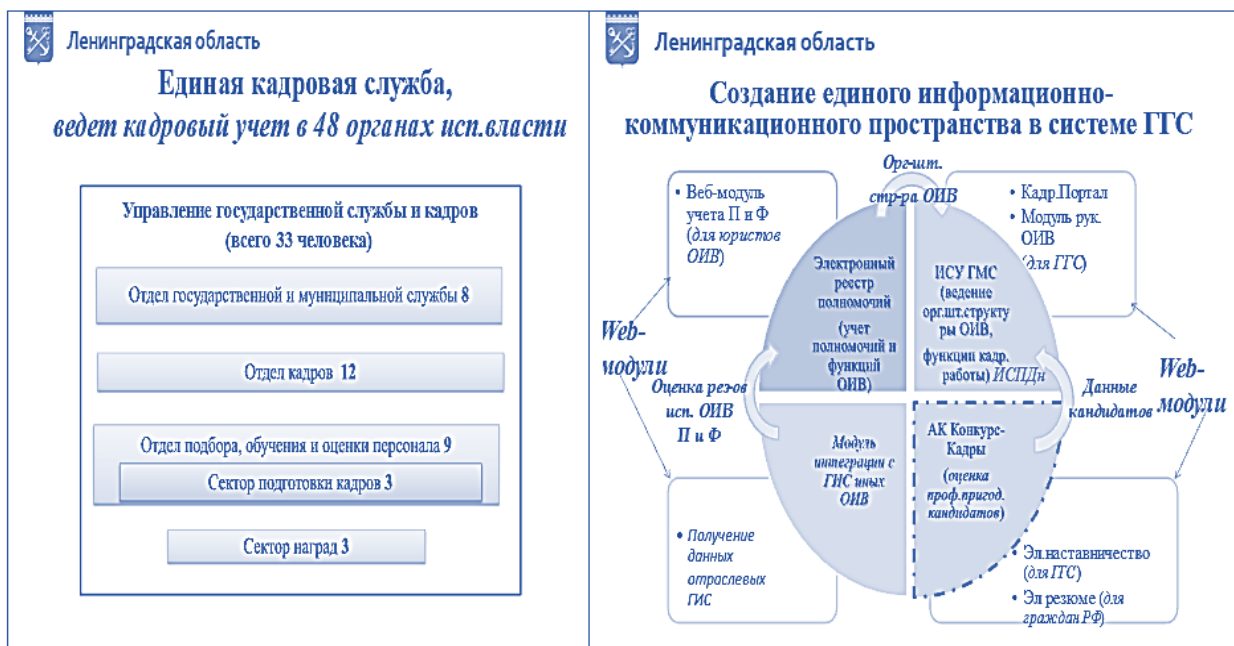 Ленинградская область
Единая кадровая служба,
ведет кадровый учет в 48 органах исп.власти
Управление государственной службы и кадров
(всего 33 человека)
Отдел государственной и муниципальной службы 8
Отдел кадров 12
Отдел подбора, обучения и оценки персонала 9
Сектор подготовки кадров 3
Сектор наград 3
Ленинградская область
Создание единого информационно-
коммуникационного пространства в системе ГГС
Орг-шт.
стр-ра ОИВ
• Веб-модуль
учета П и Ф
(для юристов
ОИВ)
• Кадр.Портал
• Модуль рук.
ОИВ
(для ГГС)
Электронный
реестр
полномочий
(учет
полномочий и
функций
ОИВ)
ИСУ ГМС
(ведение
орг.шт.структу
ры ОИВ,
функции кадр.
работы) ИСПДн
Web-
модули
Оценка рез-ов
исп. ОИВ
П и Ф
Данные
кандидатов
Web-
модули
Модуль
интеграции с
ГИС иных
ОИВ
АК Конкурс-
Кадры
(оценка
проф.пригод.
кандидатов)
• Получение
данных
отраслевых
ГИС
• Эл.наставничество
(для ГГС)
• Эл резюме (для
граждан РФ)